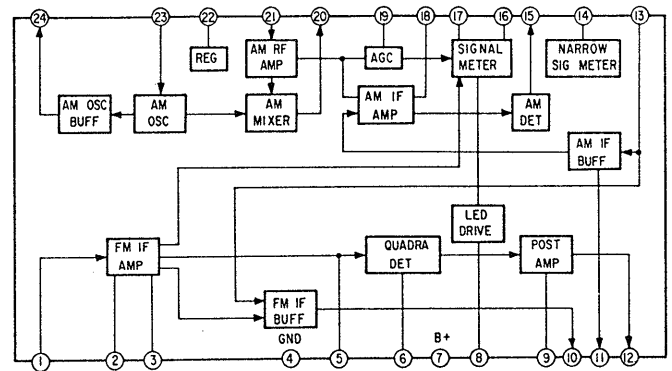 24 23 22 21 20 19 18 17 16 15 14 13
REG
AM RF
AMP
AGC
SIGNAL
METER
NARROW
SIG METER
AM OSC
BUFF
AM
OSC
AM
MIXER
AM IF
AMP
AM
DET
AM IF
BUFF
LED
DRIVE
FM IF
AMP
QUADRA
DET
POST
AMP
FM IF
BUFF
GND
B+
1 2 3 4 5 6 7 8 9 10 11 12